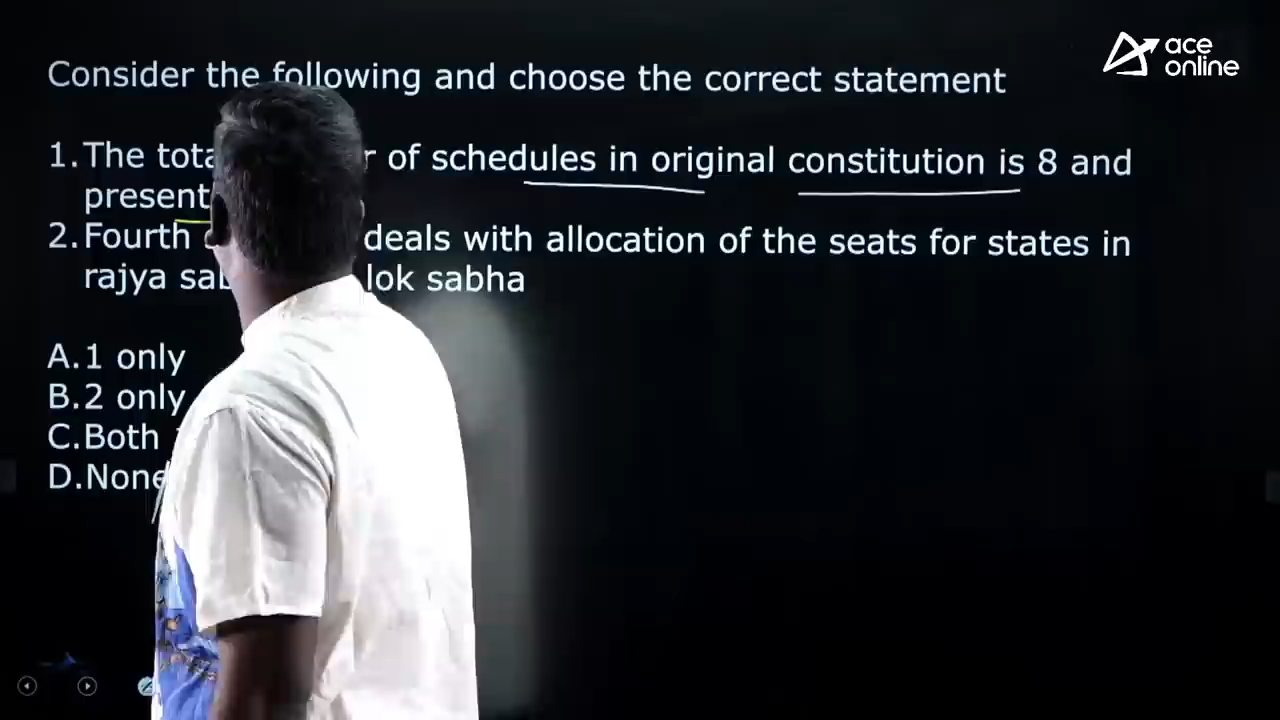 ace
online
Consider the following and choose the correct statement
1. The of schedules in original constitution is 8 and
present
2. Fourth deals with allocation of the seats for states in
rajya lok sabha
A. 1 only
B. 2 only
C. Both
D. None